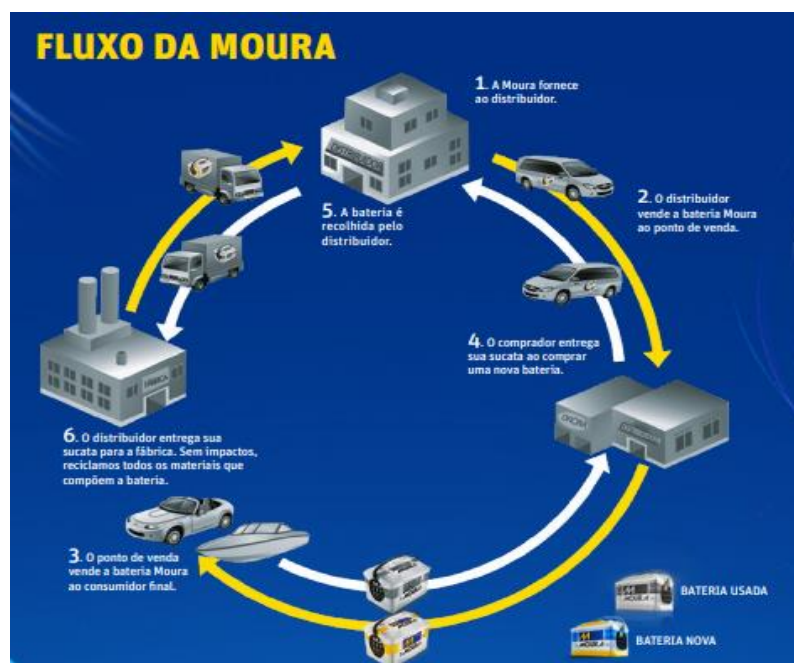 FLUXO DA MOURA
1. A Moura fornece
ao distribuidor.
2. O distribuidor
vende a bateria Moura
ao ponto de venda.
5. A bateria é
recolhida pelo
distribuidor.
4. O comprador entrega
sua sucata ao comprar
uma nova bateria.
FÁBRICA
6. O distribuidor entrega sua
sucata para a fábrica. Sem impactos,
reciclamos todos os materiais que
compõem a bateria.
3. O ponto de venda
vende a bateria Moura
ao consumidor final.
MOURA
BATERIA USADA
MOURA
BATERIA NOVA